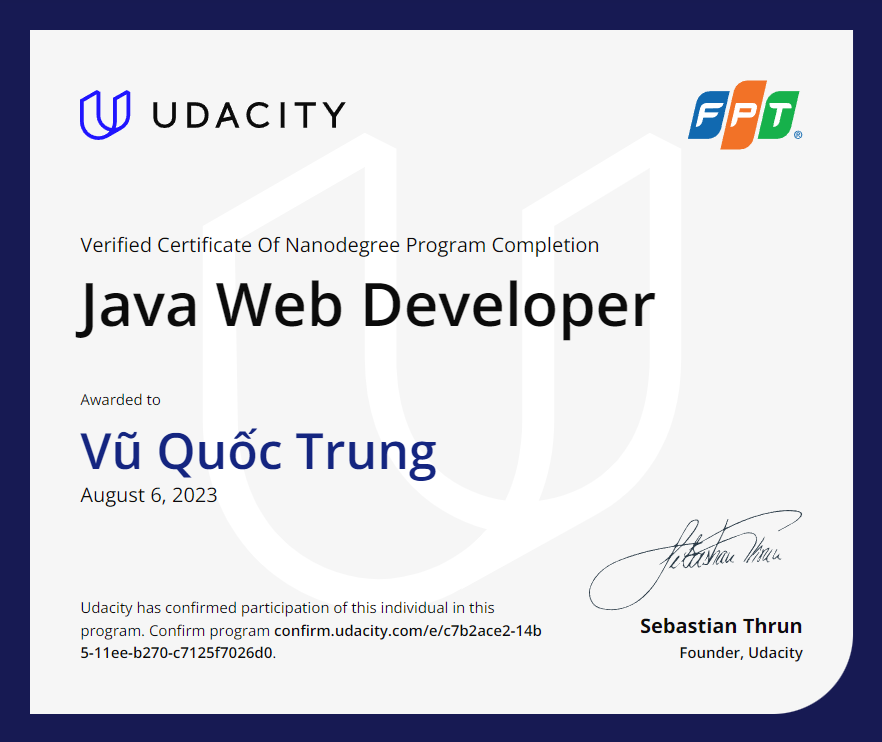 UDACITY
FPT®
Verified Certificate Of Nanodegree Program Completion
Java Web Developer
Awarded to
Vũ Quốc Trung
August 6, 2023
Sebastian Thrun
Udacity has confirmed participation of this individual in this
program. Confirm program confirm.udacity.com/e/c7b2ace2-14b
5-11ee-b270-c7125f7026d0.
Sebastian Thrun
Founder, Udacity